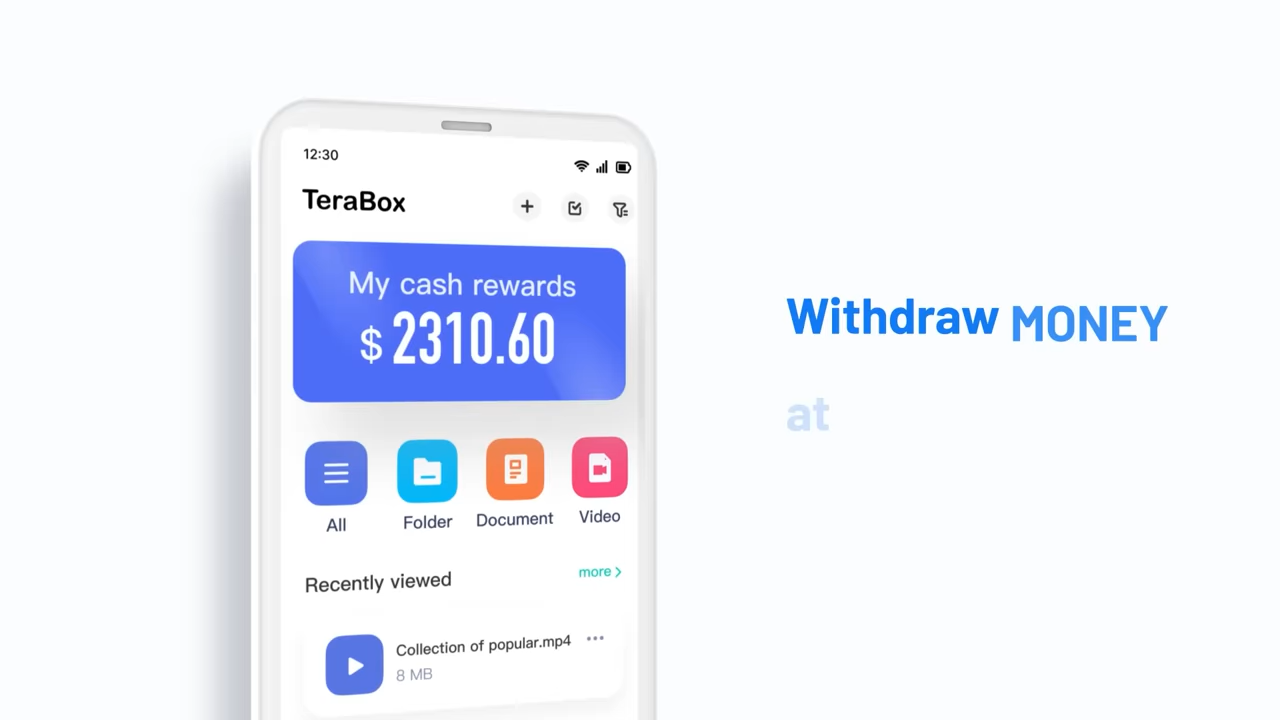 12:30
TeraBox
My cash rewards
$ 2310.60
All Folder Document Video
Recently viewed more >
Collection of popular.mp4
8 MB
Withdraw MONEY
at